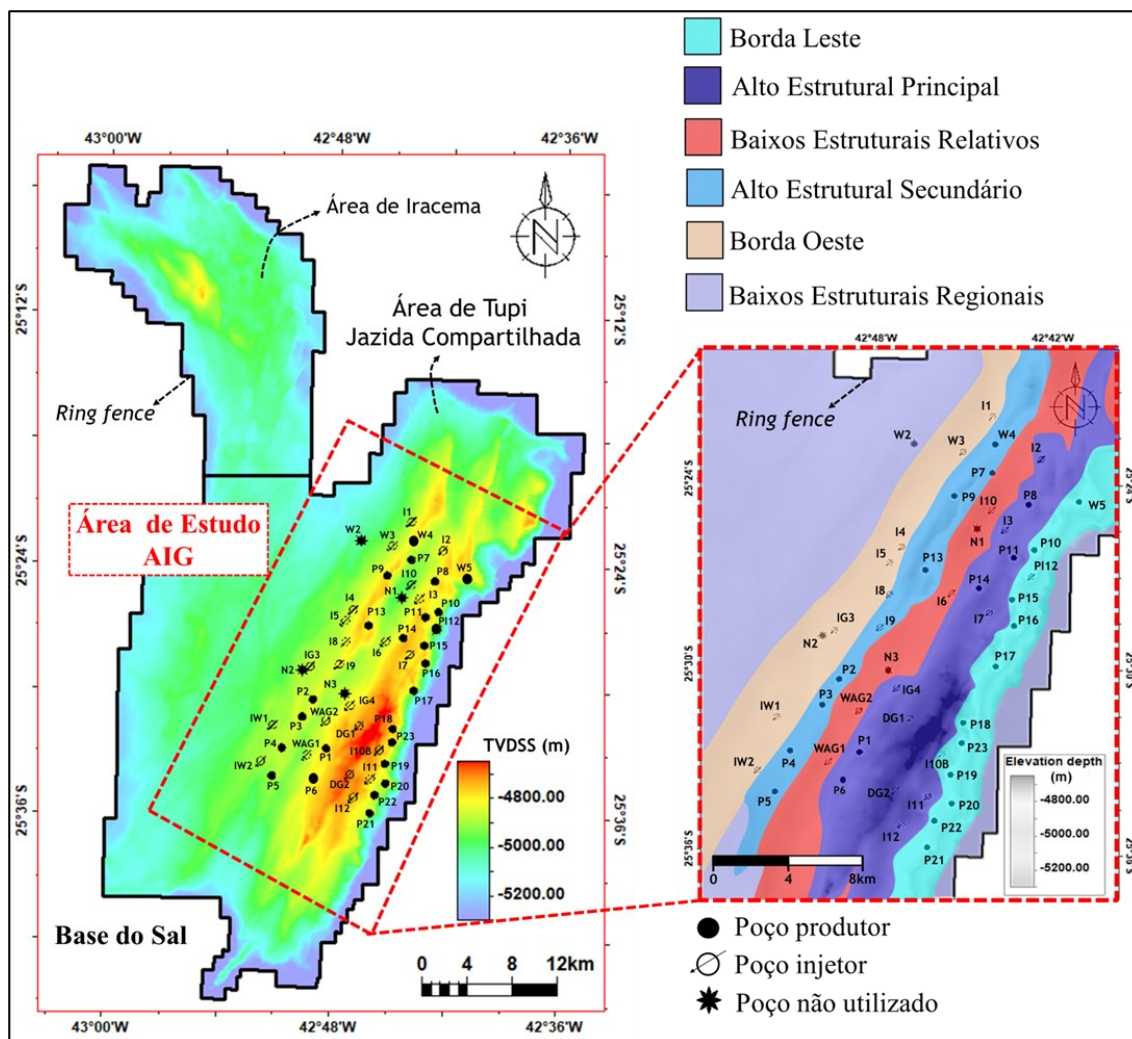 Borda Leste
Alto Estrutural Principal
Baixos Estruturais Relativos
Alto Estrutural Secundário
Borda Oeste
Baixos Estruturais Regionais
43°00'W
42°48'W
42°36'W
Área de Iracema
N
25°12'S
25°12'S
Área de Tupi
Jazida Compartilhada
Ring fence
Área de Estudo
AIG
25°24'S
25°24'S
I1
W2
W3
W4
I2
P7
P9
I10
P8
W5
N1
I3
I4
P10
I5
P13
P11
PI12
P14
I8
I6
P15
N2
IG3
I9
I7
P16
N3
P17
P2
IG4
P3
WAG2
IW1
DG1
P18
P4
WAG1
P1
P23
I10B
IW2
I11
P19
P5
P6
DG2
P20
I12
P22
P21
25°36'S
25°36'S
TVDSS (m)
-4800.00
-5000.00
-5200.00
Base do Sal
0 4 8 12km
43°00'W
42°48'W
42°36'W
42°48'W
42°42'W
Ring fence
N
I1
W2
W3
W4
I2
25°24'S
25°24'S
P7
P9
P8
W5
I10
N1
I3
I4
P10
I5
P11
P13
PI12
P14
I8
I6
P15
I7
P16
IG3
I9
N2
25°30'S
P17
N3
P2
IG4
P3
WAG2
IW1
DG1
P18
P1
P23
P4
WAG1
I10B
IW2
P19
P6
DG2
P5
I11
P20
I12
P22
P21
25°36'S
Elevation depth
(m)
-4800.00
-5000.00
-5200.00
0 4 8km
Poço produtor
Poço injetor
Poço não utilizado